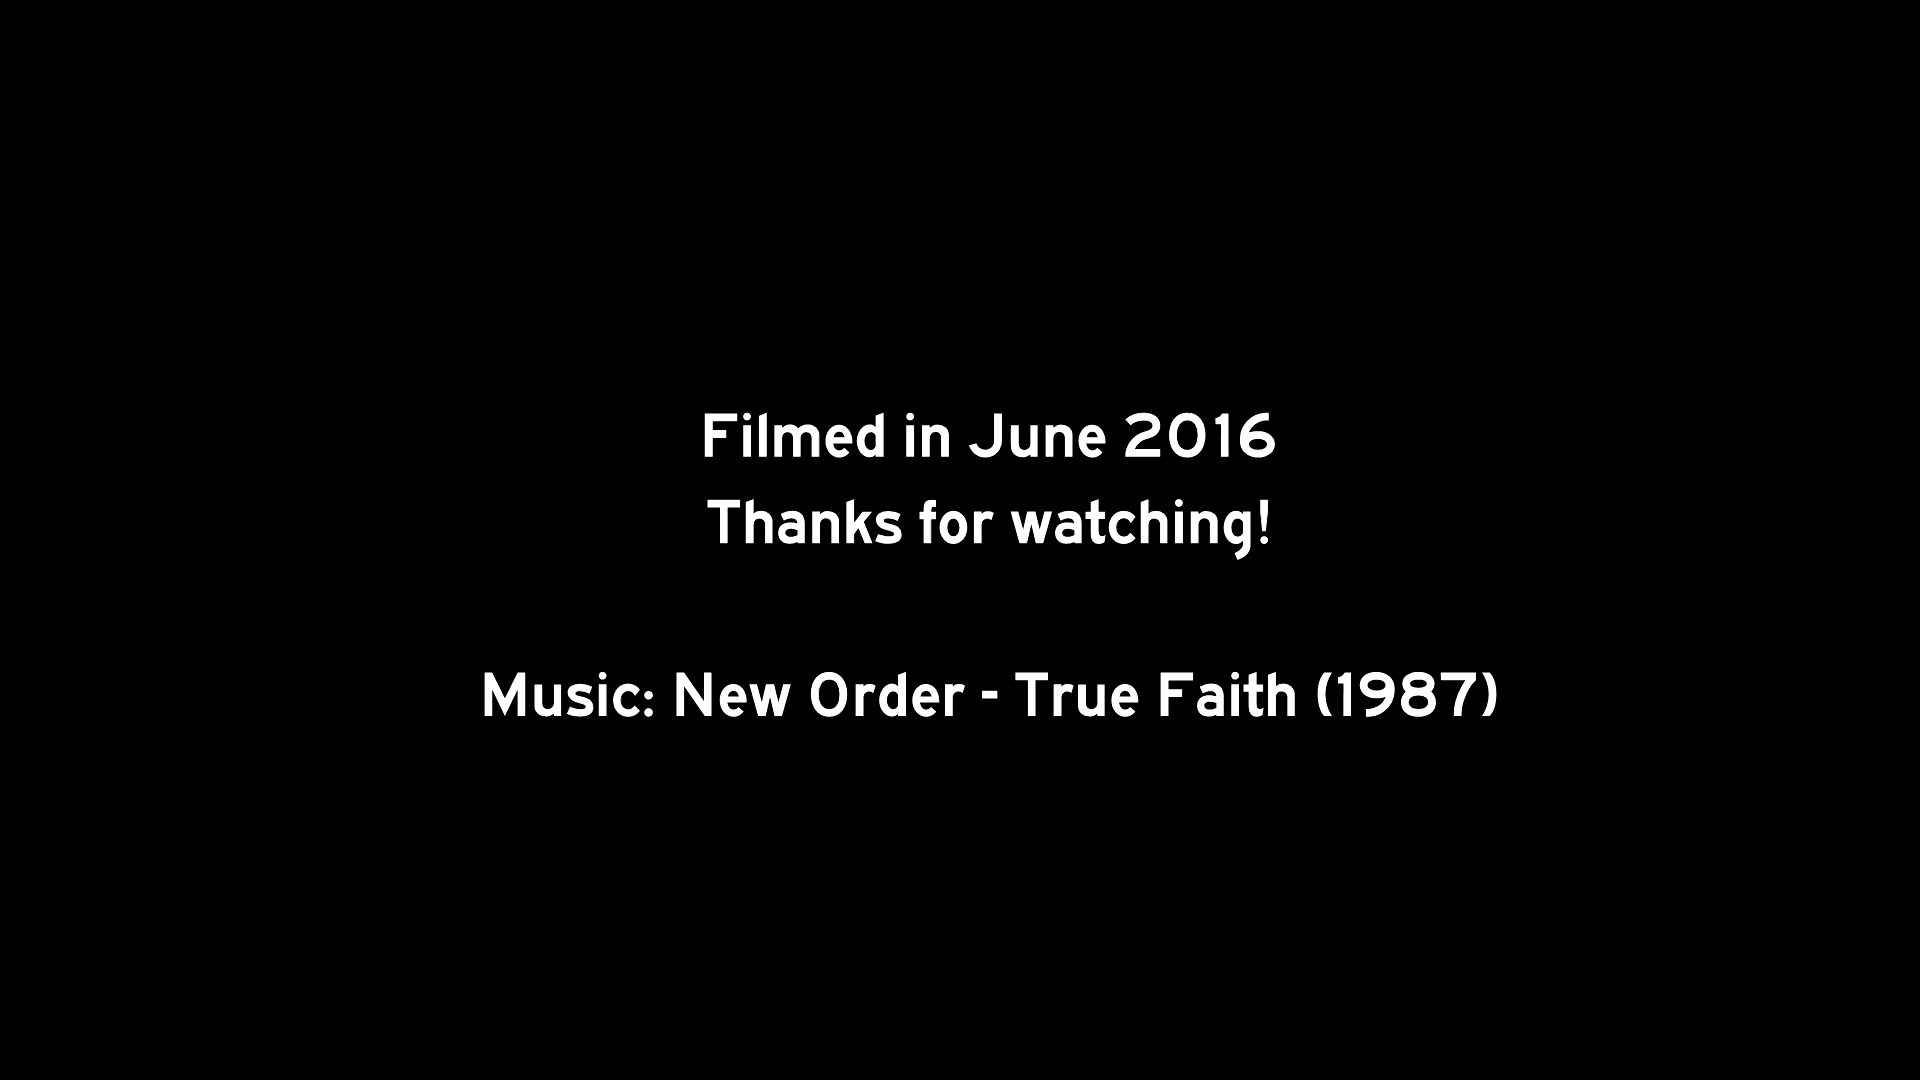 Filmed in June 2016
Thanks for watching!
Music: New Order - True Faith (1987)